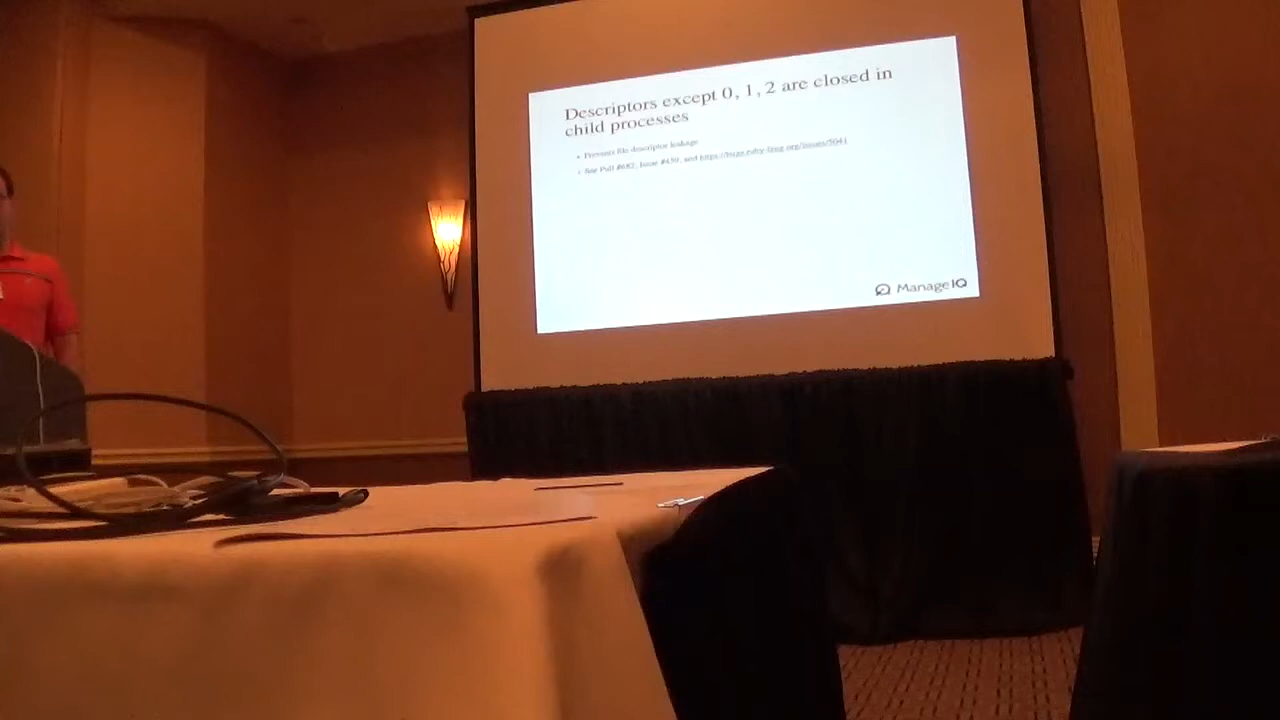 Descriptors except 0, 1, 2 are closed in
child processes
• Prevents file descriptor leakage
• See Pull #682, Issue #459, and https://bugs.ruby-lang.org/issues/5041
ManageIQ